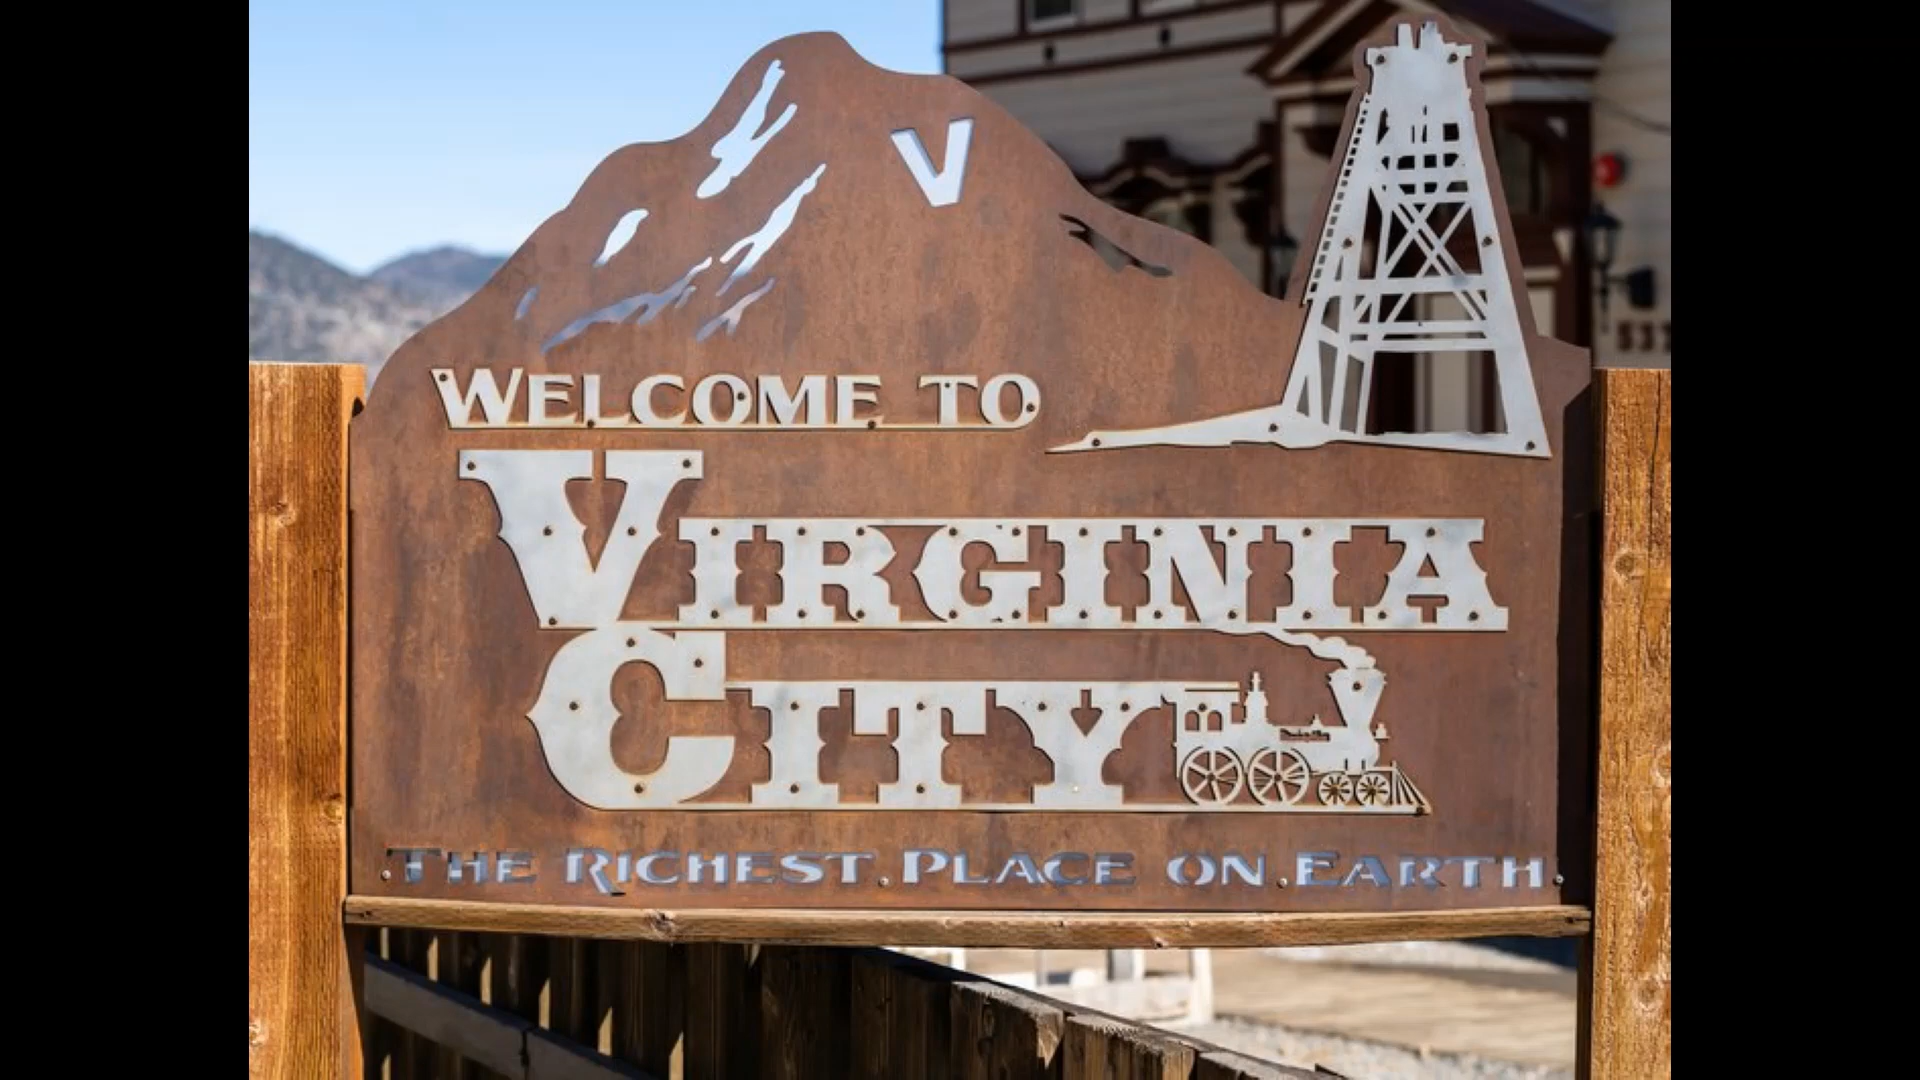 V
WELCOME TO
VIRGINIA
CITY
THE RICHEST PLACE ON EARTH